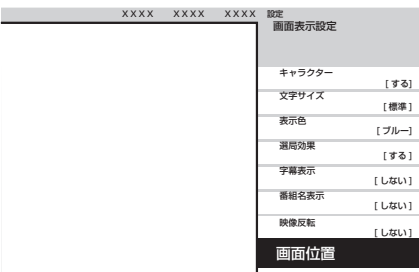 XXXX XXXX XXXX 設定
画面表示設定
キャラクター
[ する]
文字サイズ
[ 標準 ]
表示色
[ ブルー]
選局効果
[ する ]
字幕表示
[ しない ]
番組名表示
[ しない ]
映像反転
[ しない ]
画面位置